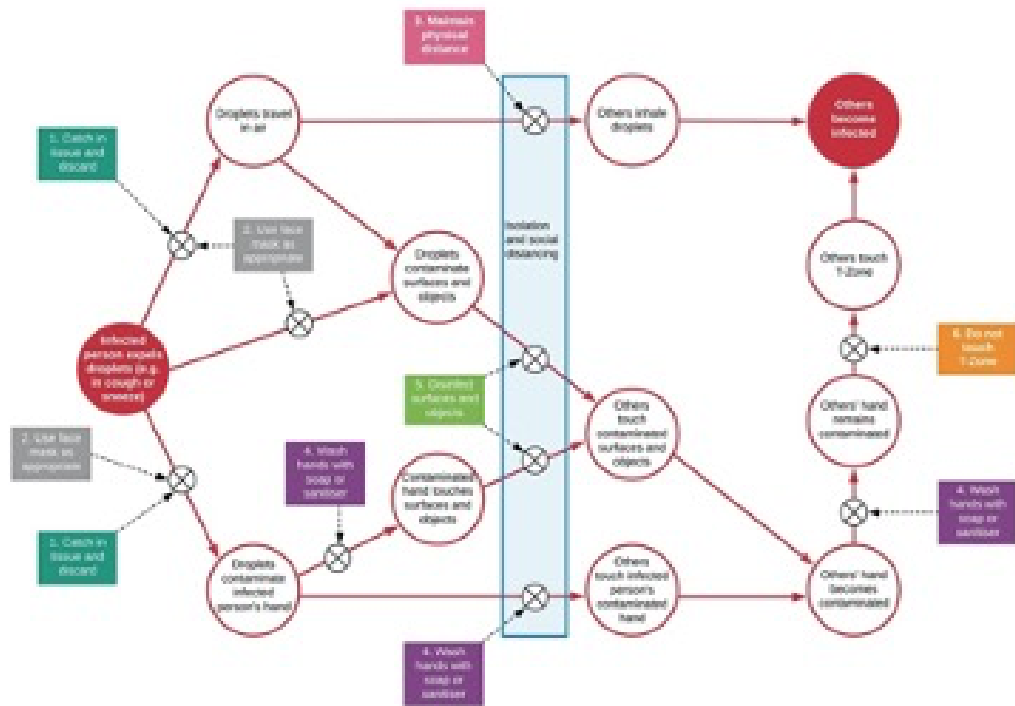 3. Maintain
physical
distance
Droplets travel
in air
Others inhale
droplets
Others
become
infected
1. Catch in
tissue and
discard
2. Use face
mask as
appropriate
Isolation
and social
distancing
Droplets
contaminate
surfaces and
objects
Others touch
T-Zone
Infected
person expels
droplets (e.g.
in cough or
sneeze)
6. Do not
touch
T-Zone
5. Disinfect
surfaces and
objects
Others
touch
contaminated
surfaces and
objects
Others' hand
remains
contaminated
2. Use face
mask as
appropriate
4. Wash
hands with
soap or
sanitiser
Contaminated
hand touches
surfaces and
objects
4. Wash
hands with
soap or
sanitiser
1. Catch in
tissue and
discard
Droplets
contaminate
infected
person's hand
Others
touch infected
person's
contaminated
hand
Others' hand
becomes
contaminated
4. Wash
hands with
soap or
sanitiser